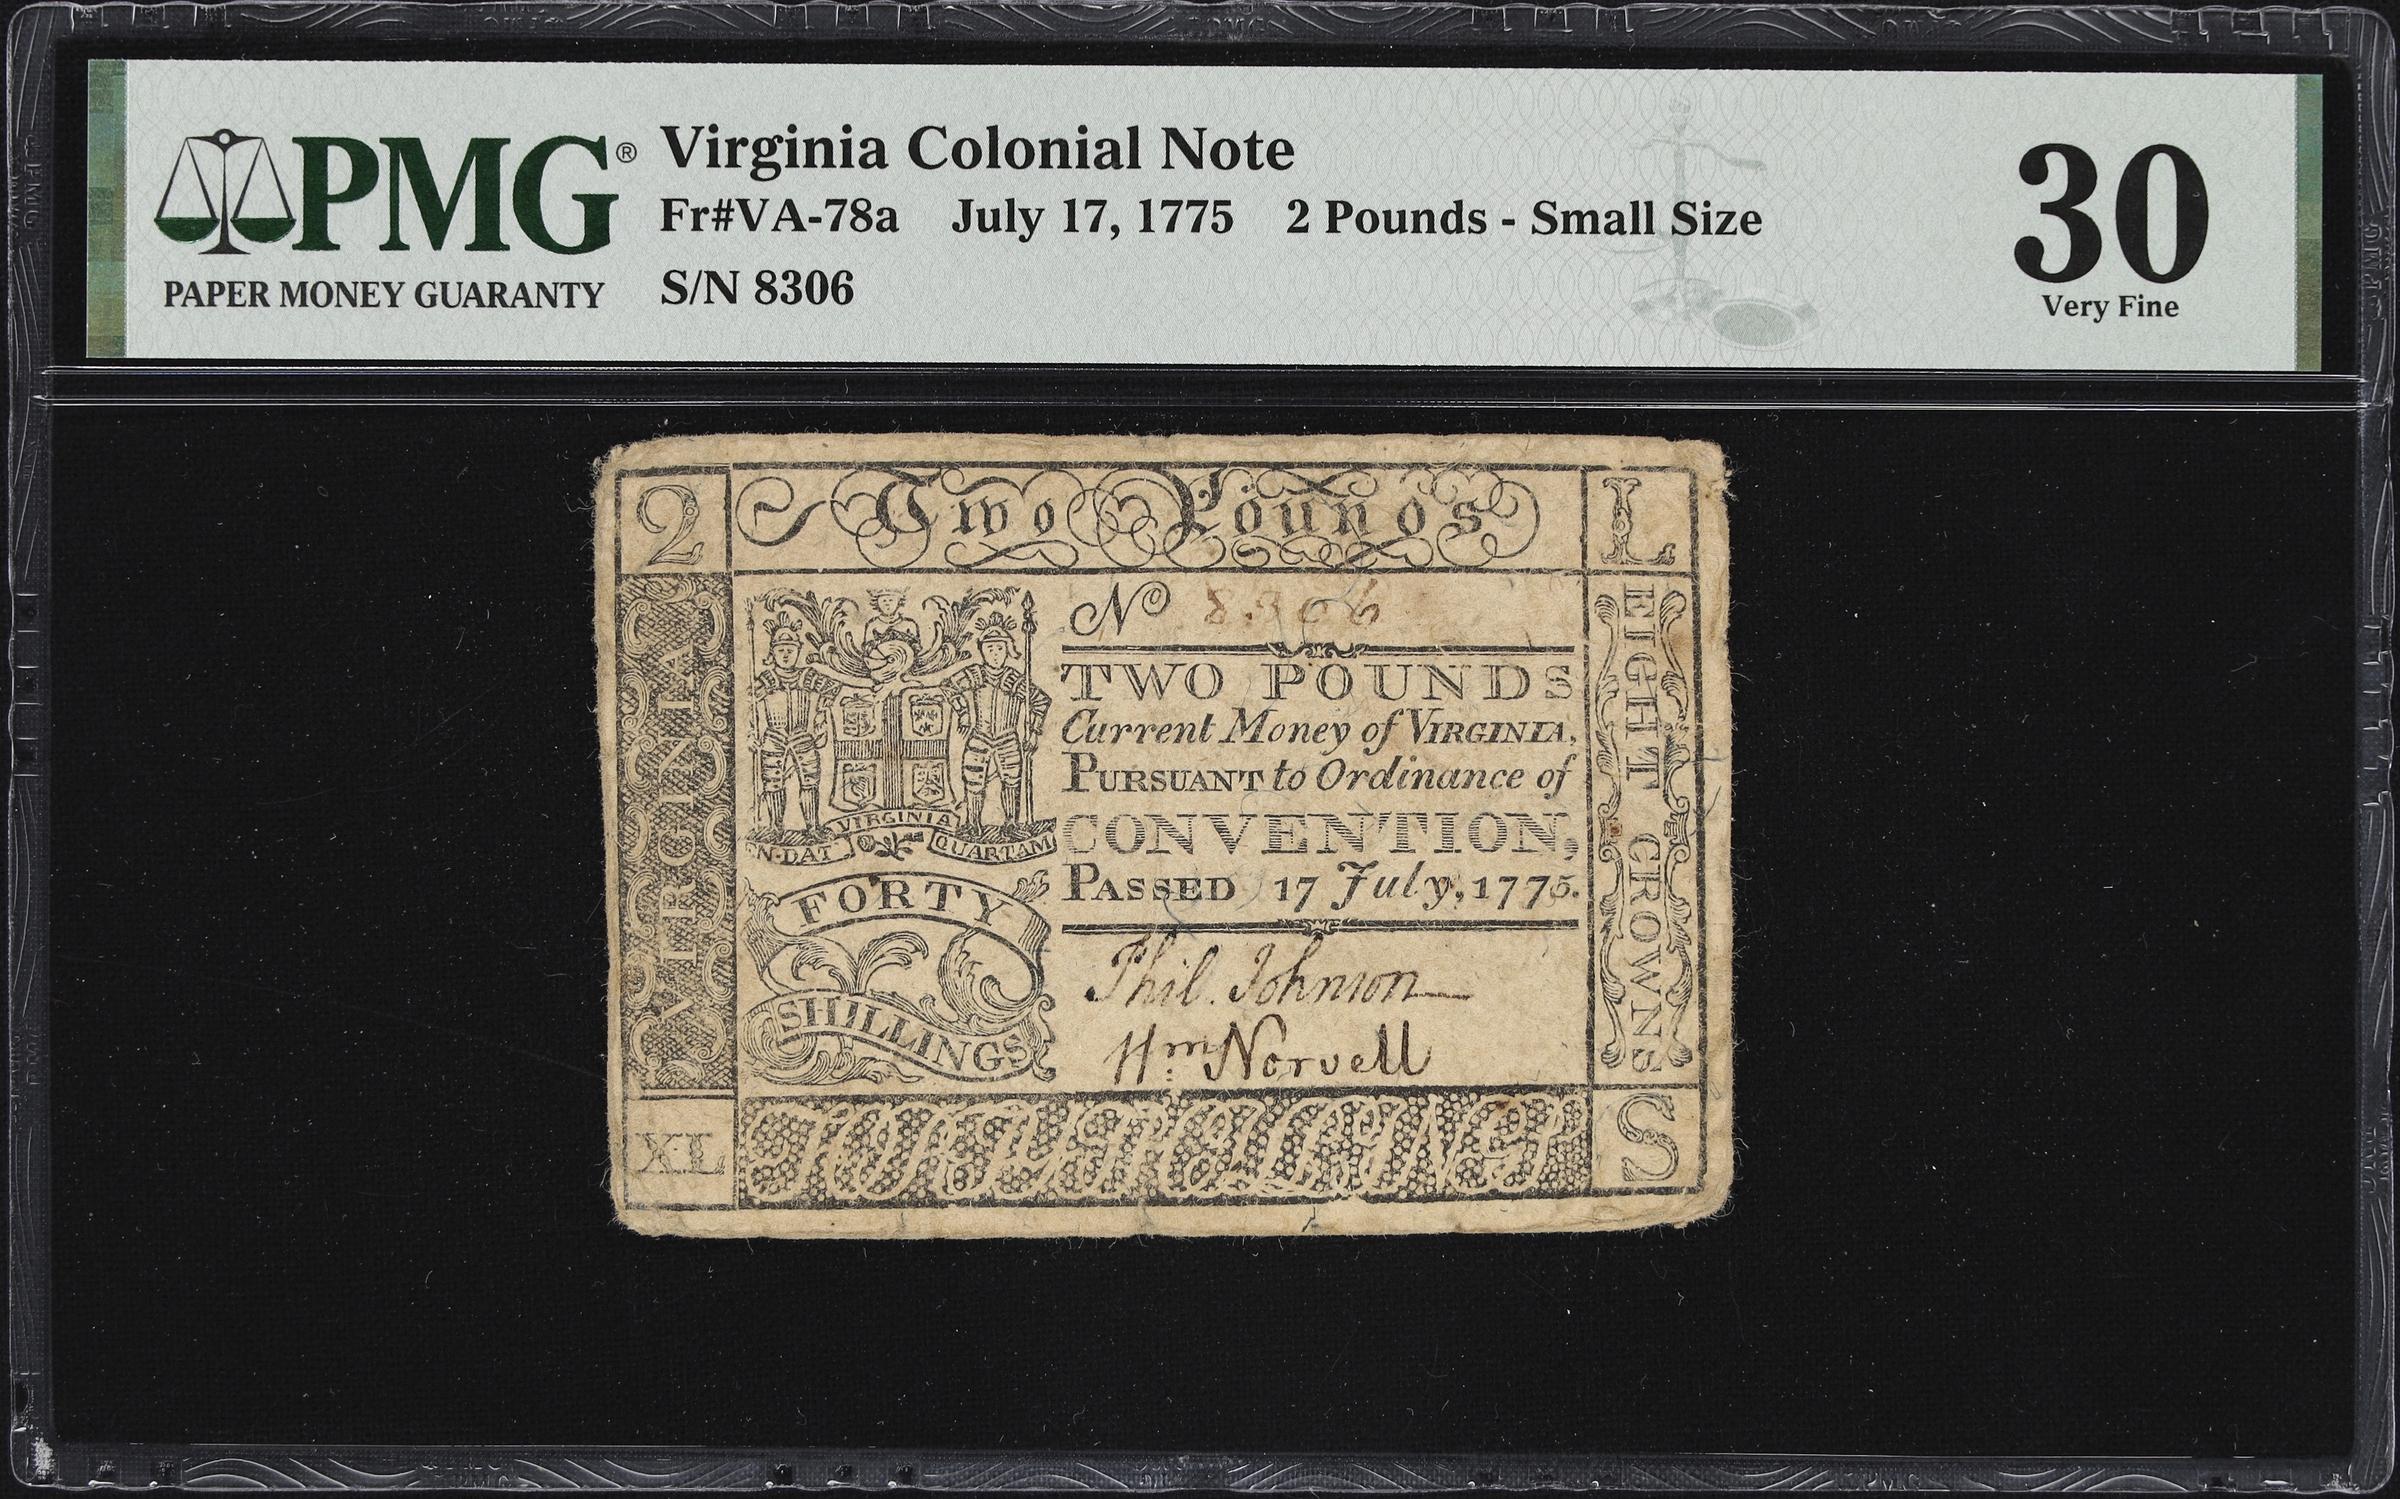 PMG®
PAPER MONEY GUARANTY
Virginia Colonial Note
Fr#VA-78a July 17, 1775 2 Pounds - Small Size
S/N 8306
30
Very Fine
2
Two Pounds
L
VIRGINIA
No 8306
TWO POUNDS
Current Money of VIRGINIA,
PURSUANT to Ordinance of
CONVENTION,
PASSED 17 July, 1775.
VIRGINIA
EN·DAT QUARTAM
FORTY
SHILLINGS
Phil. Johnson
Wm Norvell
EIGHT CROWNS
XL
S